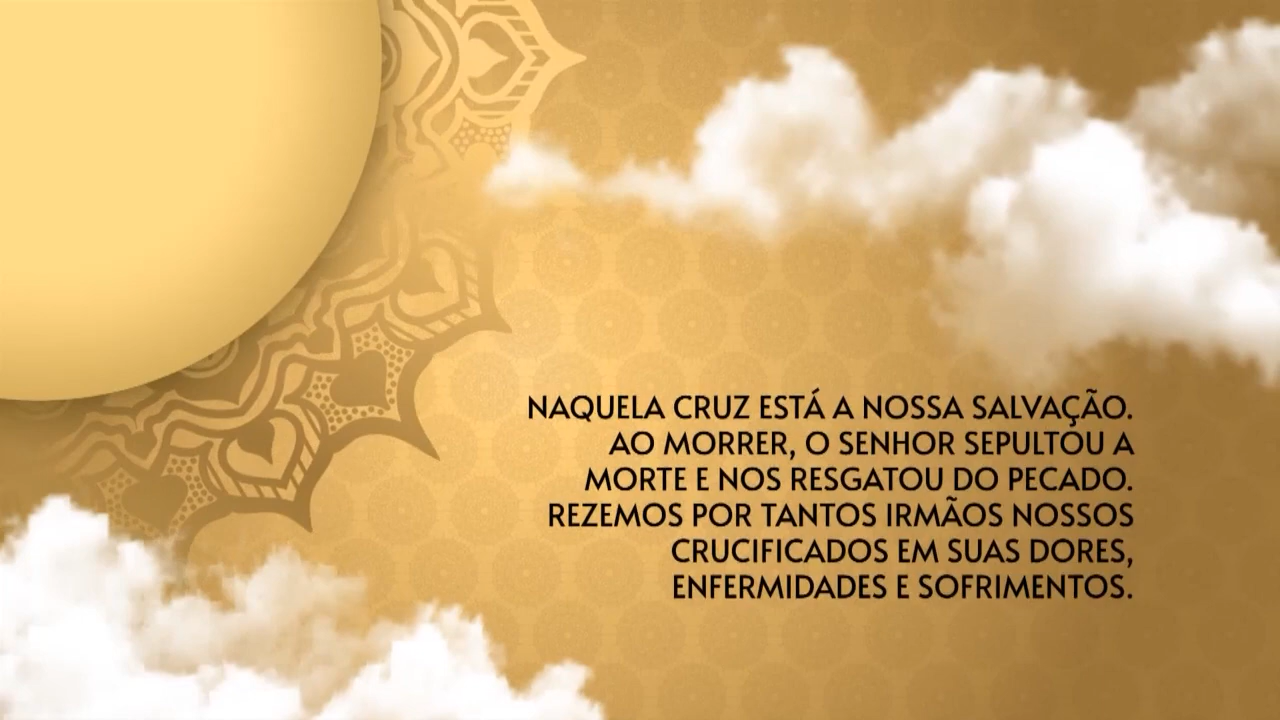 NAQUELA CRUZ ESTÁ A NOSSA SALVAÇÃO.
AO MORRER, O SENHOR SEPULTOU A
MORTE E NOS RESGATOU DO PECADO.
REZEMOS POR TANTOS IRMÃOS NOSSOS
CRUCIFICADOS EM SUAS DORES,
ENFERMIDADES E SOFRIMENTOS.